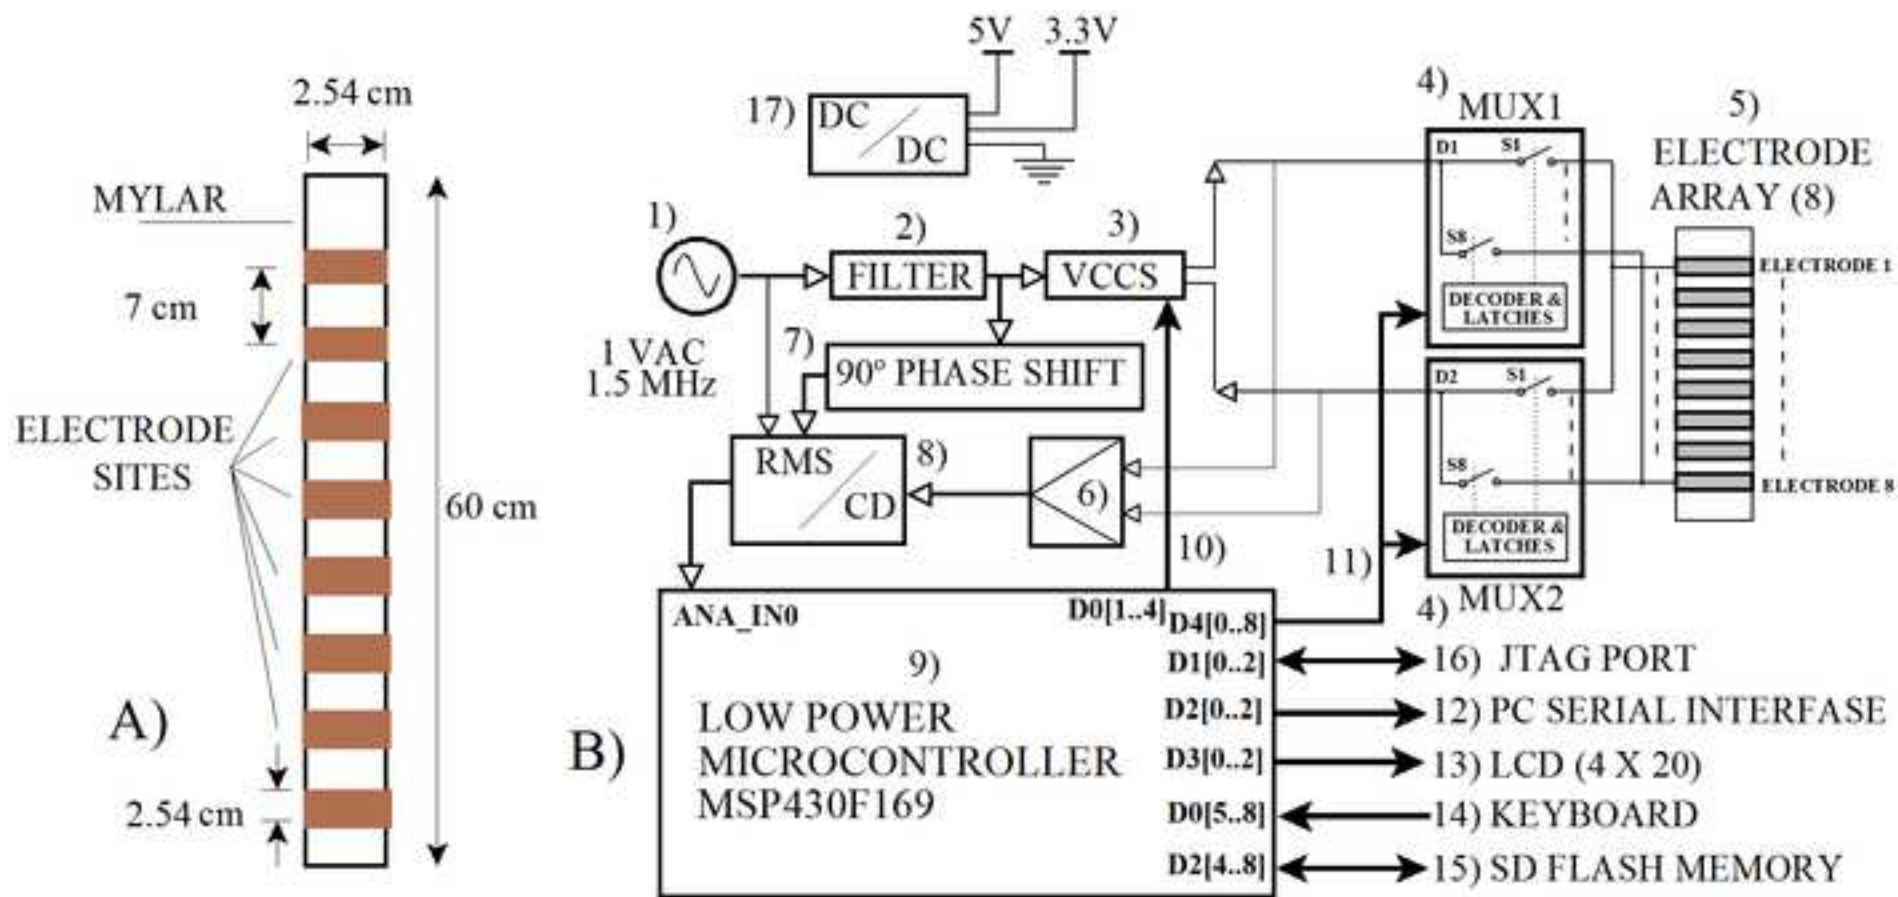 2.54 cm
MYLAR
7 cm
ELECTRODE
SITES
60 cm
A)
2.54 cm
5V
3.3V
17)
DC
DC
1)
1 VAC
1.5 MHz
2)
FILTER
3)
VCCS
7)
90º PHASE SHIFT
RMS
CD
8)
6)
10)
11)
4)
MUX1
D1
S1
S8
DECODER &
LATCHES
D2
S1
S8
DECODER &
LATCHES
MUX2
4)
5)
ELECTRODE
ARRAY (8)
ELECTRODE 1
ELECTRODE 8
B)
ANA_IN0
D0[1..4]
D4[0..8]
9)
LOW POWER
MICROCONTROLLER
MSP430F169
D1[0..2]
16) JTAG PORT
D2[0..2]
12) PC SERIAL INTERFASE
D3[0..2]
13) LCD (4 X 20)
D0[5..8]
14) KEYBOARD
D2[4..8]
15) SD FLASH MEMORY